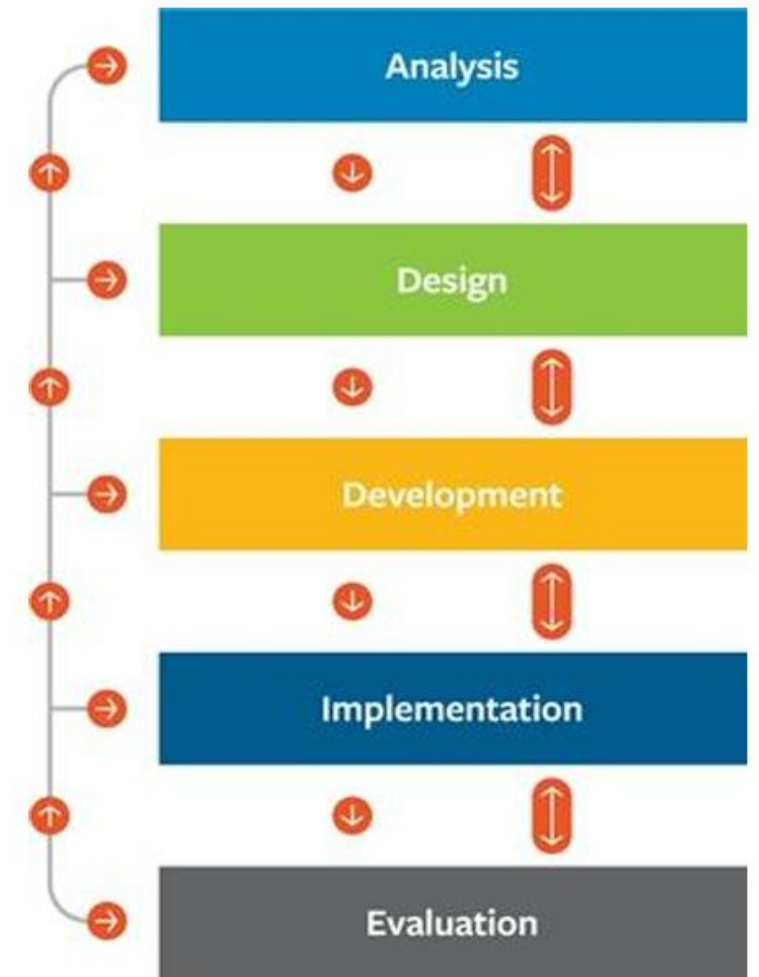 Analysis
Design
Development
Implementation
Evaluation